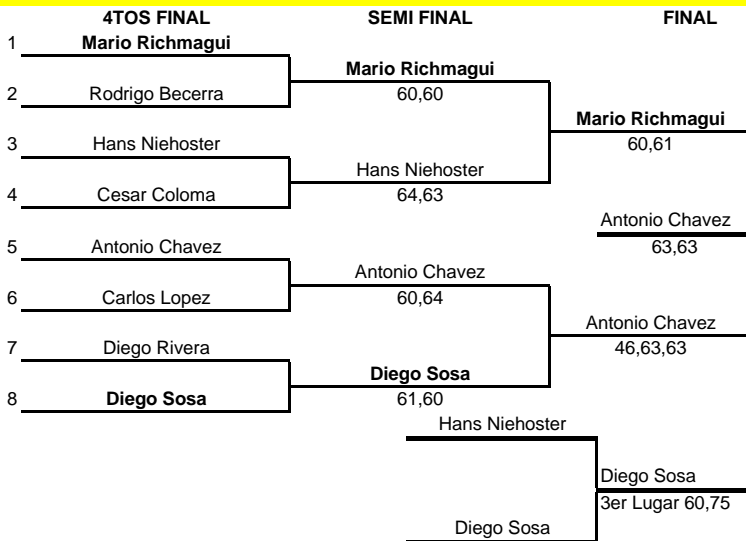 4TOS FINAL SEMI FINAL FINAL
1 Mario Richmagui
Mario Richmagui
2 Rodrigo Becerra 60,60
Mario Richmagui
3 Hans Niehoster 60,61
Hans Niehoster
4 Cesar Coloma 64,63
Antonio Chavez
5 Antonio Chavez 63,63
Antonio Chavez
6 Carlos Lopez 60,64
Antonio Chavez
7 Diego Rivera 46,63,63
Diego Sosa
8 Diego Sosa 61,60
Hans Niehoster
Diego Sosa
3er Lugar 60,75
Diego Sosa